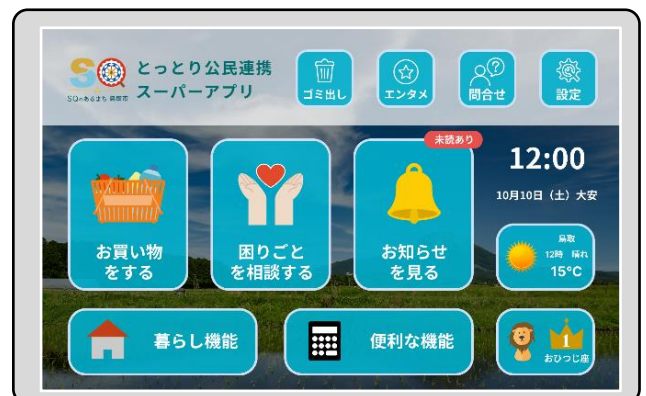 とっとり公民連携
スーパーアプリ
SQのあるまち 鳥取市
ゴミ出し
エンタメ
問合せ
設定
未読あり
お買い物
をする
困りごと
を相談する
お知らせ
を見る
12:00
10月10日（土）大安
鳥取
12時 晴れ
15°C
暮らし機能
便利な機能
1
おひつじ座